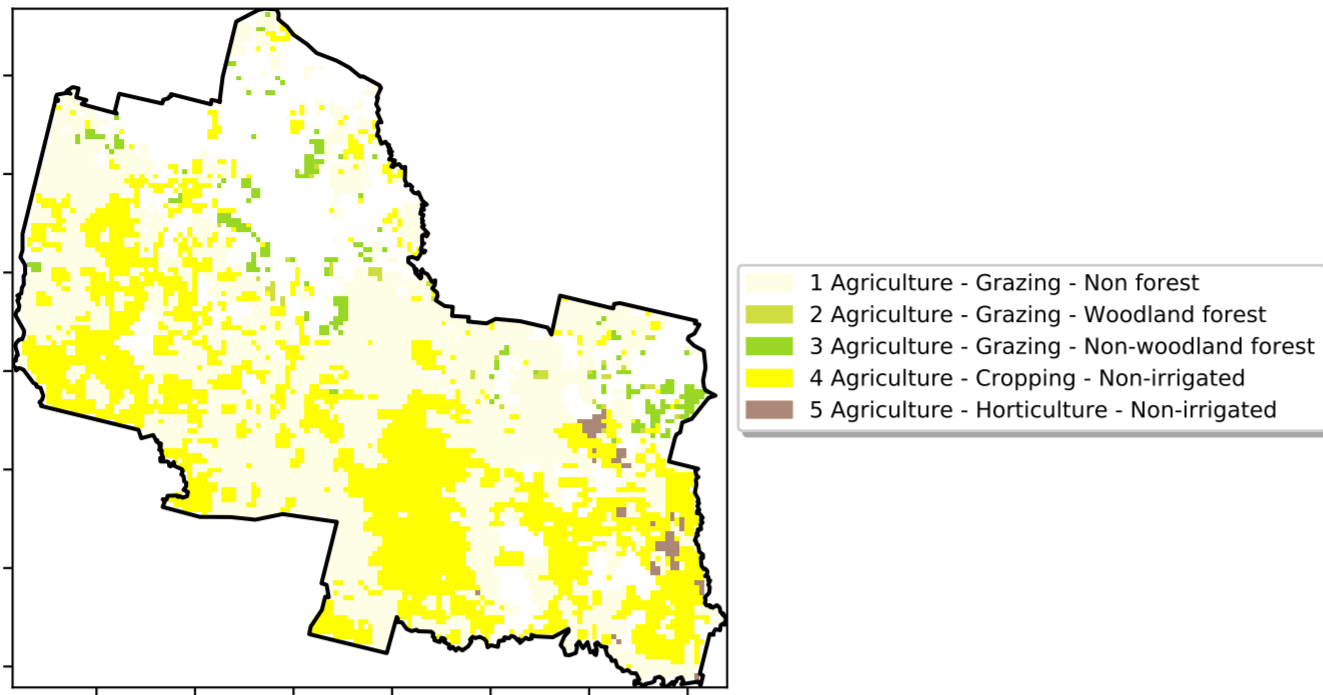 1 Agriculture - Grazing - Non forest
2 Agriculture - Grazing - Woodland forest
3 Agriculture - Grazing - Non-woodland forest
4 Agriculture - Cropping - Non-irrigated
5 Agriculture - Horticulture - Non-irrigated